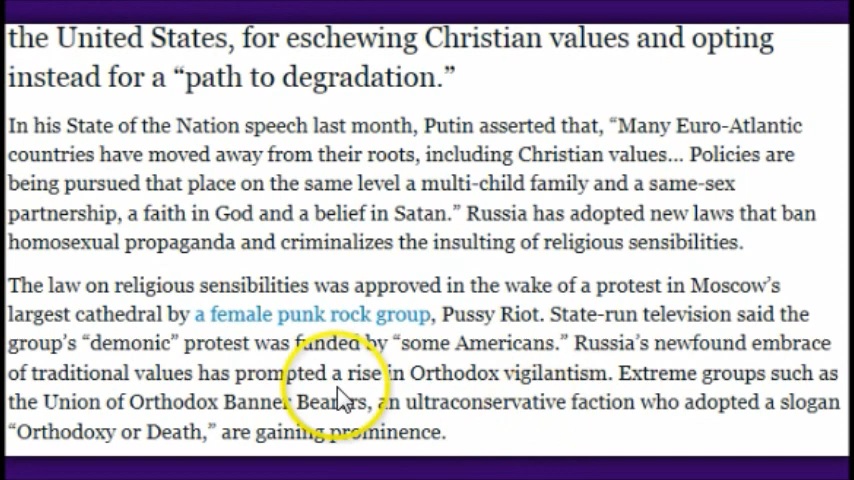 the United States, for eschewing Christian values and opting
instead for a “path to degradation.”
In his State of the Nation speech last month, Putin asserted that, “Many Euro-Atlantic
countries have moved away from their roots, including Christian values... Policies are
being pursued that place on the same level a multi-child family and a same-sex
partnership, a faith in God and a belief in Satan.” Russia has adopted new laws that ban
homosexual propaganda and criminalizes the insulting of religious sensibilities.
The law on religious sensibilities was approved in the wake of a protest in Moscow’s
largest cathedral by a female punk rock group, Pussy Riot. State-run television said the
group’s “demonic” protest was funded by “some Americans.” Russia’s newfound embrace
of traditional values has prompted a rise in Orthodox vigilantism. Extreme groups such as
the Union of Orthodox Banner Bearers, an ultraconservative faction who adopted a slogan
“Orthodoxy or Death,” are gaining prominence.